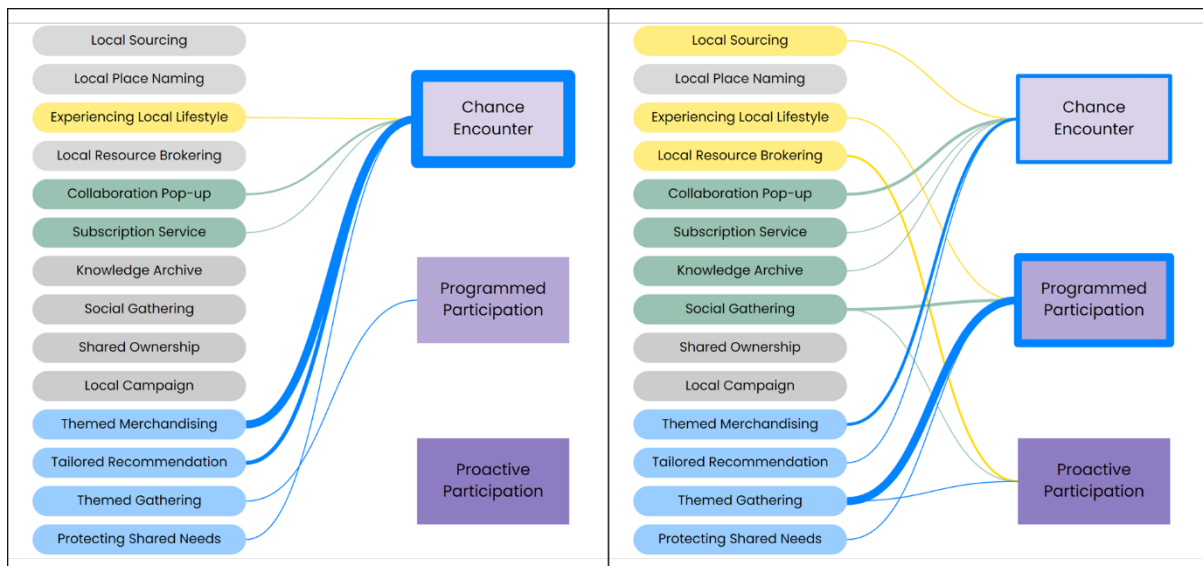 Local Sourcing
Local Place Naming
Experiencing Local Lifestyle
Local Resource Brokering
Collaboration Pop-up
Subscription Service
Knowledge Archive
Social Gathering
Shared Ownership
Local Campaign
Themed Merchandising
Tailored Recommendation
Themed Gathering
Protecting Shared Needs
Chance
Encounter
Programmed
Participation
Proactive
Participation
Local Sourcing
Local Place Naming
Experiencing Local Lifestyle
Local Resource Brokering
Collaboration Pop-up
Subscription Service
Knowledge Archive
Social Gathering
Shared Ownership
Local Campaign
Themed Merchandising
Tailored Recommendation
Themed Gathering
Protecting Shared Needs
Chance
Encounter
Programmed
Participation
Proactive
Participation